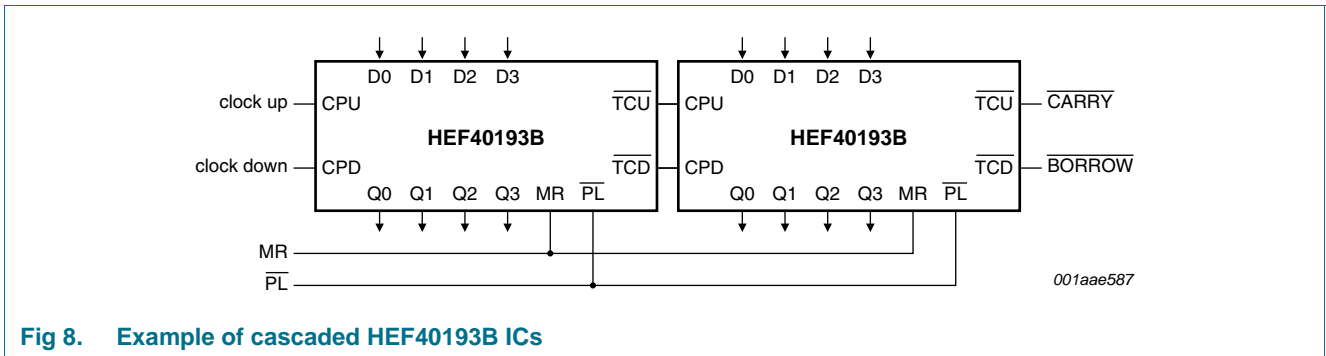 D0 D1 D2 D3 D0 D1 D2 D3
clock up CPU TCU CPU TCU CARRY
HEF40193B HEF40193B
clock down CPD TCD CPD TCD BORROW
Q0 Q1 Q2 Q3 MR PL Q0 Q1 Q2 Q3 MR PL
MR
PL 001aae587
Fig 8. Example of cascaded HEF40193B ICs